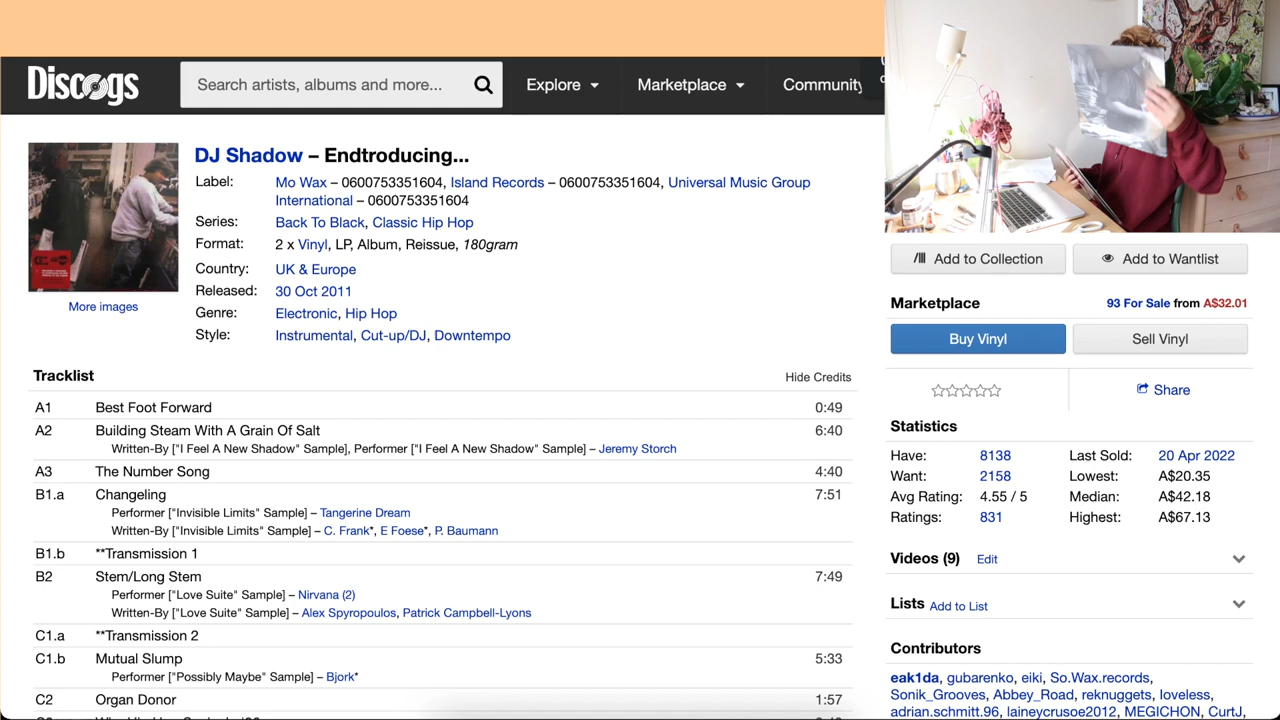 Discogs
Search artists, albums and more...
Explore
Marketplace
Community
DJ Shadow – Endtroducing...
Label: Mo Wax – 0600753351604, Island Records – 0600753351604, Universal Music Group
International – 0600753351604
Series: Back To Black, Classic Hip Hop
Format: 2 x Vinyl, LP, Album, Reissue, 180gram
Country: UK & Europe
Released: 30 Oct 2011
Genre: Electronic, Hip Hop
Style: Instrumental, Cut-up/DJ, Downtempo
More images
Tracklist
Hide Credits
A1 Best Foot Forward 0:49
A2 Building Steam With A Grain Of Salt 6:40
Written-By ["I Feel A New Shadow" Sample], Performer ["I Feel A New Shadow" Sample] – Jeremy Storch
A3 The Number Song 4:40
B1.a Changeling 7:51
Performer ["Invisible Limits" Sample] – Tangerine Dream
Written-By ["Invisible Limits" Sample] – C. Frank*, E Foese*, P. Baumann
B1.b **Transmission 1
B2 Stem/Long Stem 7:49
Performer ["Love Suite" Sample] – Nirvana (2)
Written-By ["Love Suite" Sample] – Alex Spyropoulos, Patrick Campbell-Lyons
C1.a **Transmission 2
C1.b Mutual Slump 5:33
Performer ["Possibly Maybe" Sample] – Bjork*
C2 Organ Donor 1:57
Add to Collection
Add to Wantlist
Marketplace 93 For Sale from A$32.01
Buy Vinyl
Sell Vinyl
Share
Statistics
Have: 8138 Last Sold: 20 Apr 2022
Want: 2158 Lowest: A$20.35
Avg Rating: 4.55 / 5 Median: A$42.18
Ratings: 831 Highest: A$67.13
Videos (9) Edit
Lists Add to List
Contributors
eak1da, gubarenko, eiki, So.Wax.records,
Sonik_Grooves, Abbey_Road, reknuggets, loveless,
adrian.schmitt.96, laineycrusoe2012, MEGICHON, CurtJ,